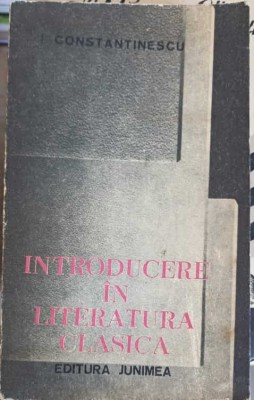 I. CONSTANTINESCU
INTRODUCERE
ÎN
LITERATURA
CLASICA
EDITURA JUNIMEA